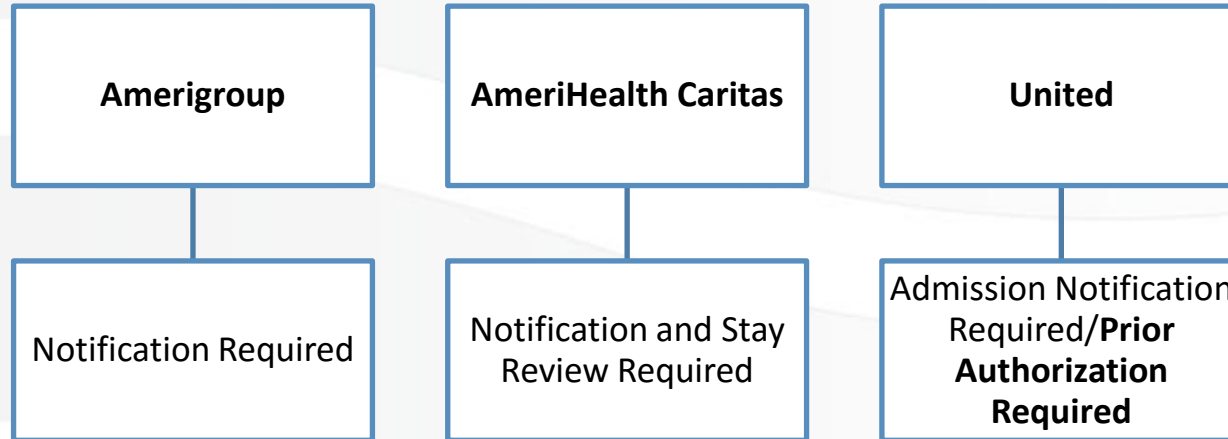 Amerigroup
AmeriHealth Caritas
United
Notification Required
Notification and Stay
Review Required
Admission Notification
Required/Prior
Authorization
Required